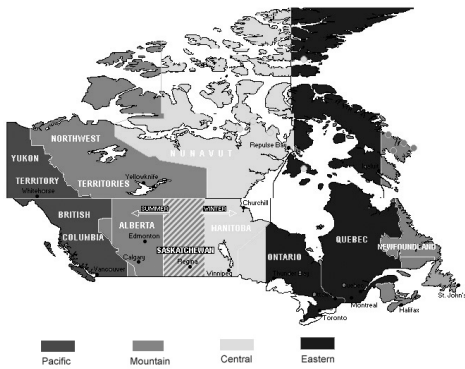 NORTHWEST
NUNAVUT
YUKON
Repulse Bay
TERRITORY
TERRITORIES
Yellowknife
Whitehorse
Churchill
SUMMER
WINTER
BRITISH
COLUMBIA
ALBERTA
MANITOBA
Edmonton
SASKATCHEWAN
QUEBEC
NEWFOUNDLAND
ONTARIO
Calgary
Regina
Vancouver
Winnipeg
St. John's
Montreal
Halifax
Toronto
Pacific
Mountain
Central
Eastern